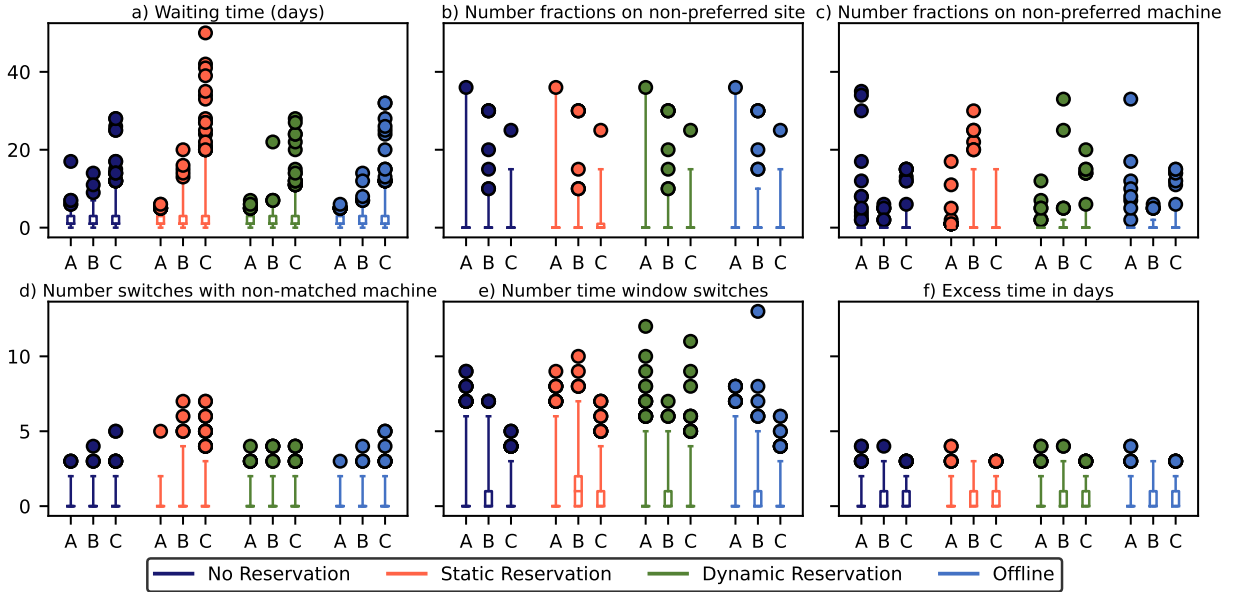 a) Waiting time (days)
b) Number fractions on non-preferred site
c) Number fractions on non-preferred machine
40
20
0
A B C A B C A B C A B C
A B C A B C A B C A B C
A B C A B C A B C A B C
d) Number switches with non-matched machine
e) Number time window switches
f) Excess time in days
10
5
0
A B C A B C A B C A B C
A B C A B C A B C A B C
A B C A B C A B C A B C
No Reservation
Static Reservation
Dynamic Reservation
Offline